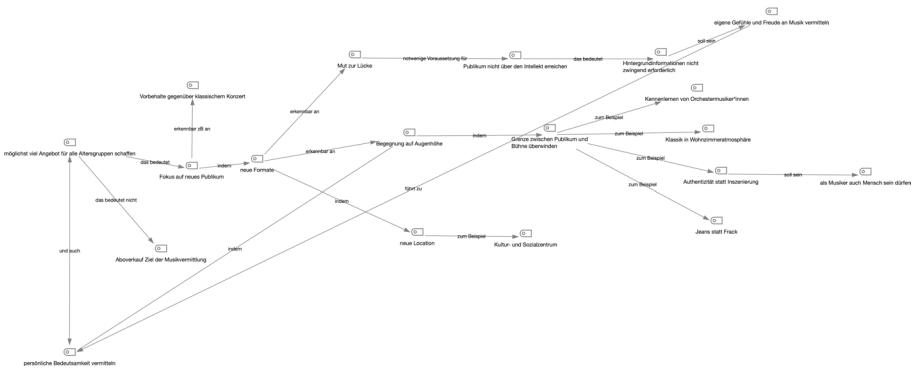 eigene Gefühle und Freude an Musik vermitteln
soll sein
Mut zur Lücke
notwenige Voraussetung für
Publikum nicht über den Intellekt erreichen
das bedeutet
Hintergrundinformationen nicht
zwingend erforderlich
Vorbehalte gegenüber klassischem Konzert
Kennenlernen von Orchestermusiker*innen
erkennbar an
zum Beispiel
erkennbar zB an
Begegnung auf Augenhöhe
indem
Grenze zwischen Publikum und
Bühne überwinden
zum Beispiel
Klassik in Wohnzimmeratmosphäre
möglichst viel Angebot für alle Altersgruppen schaffen
das bedeutet
Fokus auf neues Publikum
indem
neue Formate
erkennbar an
zum Beispiel
Authentizität statt Inszenierung
soll sein
als Musiker auch Mensch sein dürfen
zum Beispiel
führt zu
das bedeutet nicht
indem
Jeans statt Frack
neue Location
zum Beispiel
Kultur- und Sozialzentrum
und auch
indem
Aboverkauf Ziel der Musikvermittlung
persönliche Bedeutsamkeit vermitteln